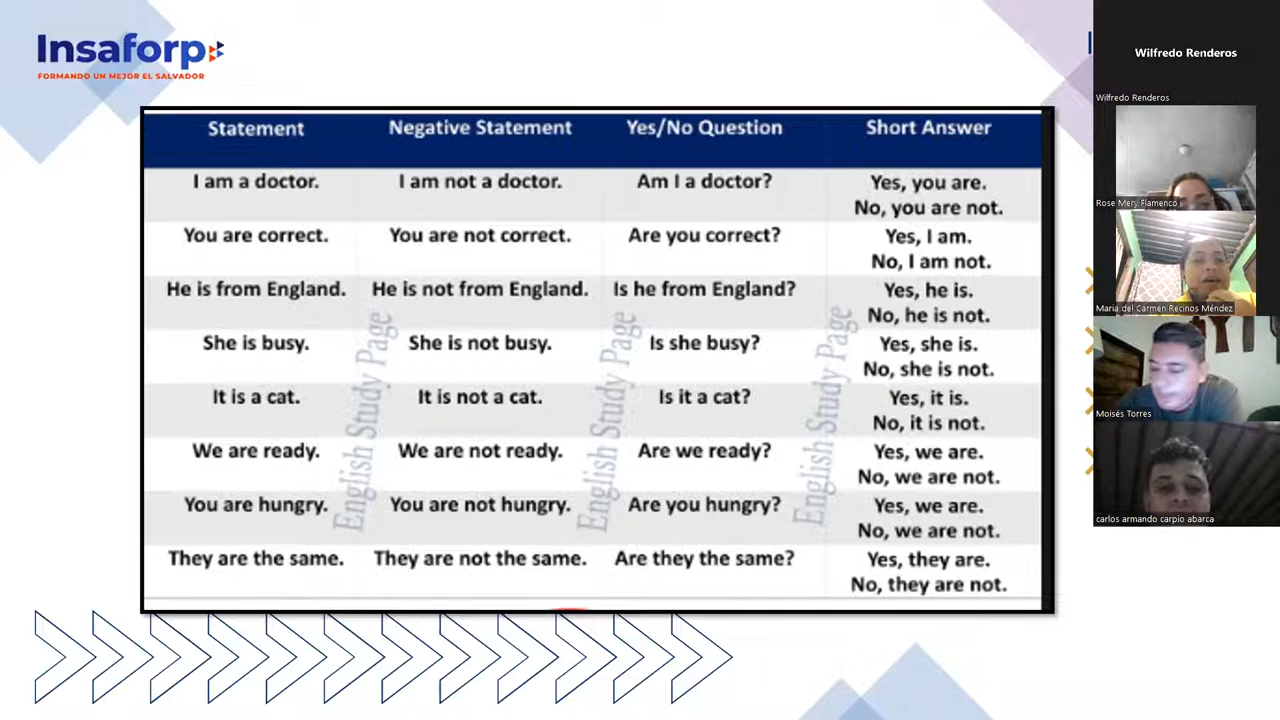 Insaforp
FORMANDO UN MEJOR EL SALVADOR
Statement Negative Statement Yes/No Question Short Answer
I am a doctor. I am not a doctor. Am I a doctor? Yes, you are.
No, you are not.
You are correct. You are not correct. Are you correct? Yes, I am.
No, I am not.
He is from England. He is not from England. Is he from England? Yes, he is.
No, he is not.
She is busy. She is not busy. Is she busy? Yes, she is.
No, she is not.
It is a cat. It is not a cat. Is it a cat? Yes, it is.
No, it is not.
We are ready. We are not ready. Are we ready? Yes, we are.
No, we are not.
You are hungry. You are not hungry. Are you hungry? Yes, we are.
No, we are not.
They are the same. They are not the same. Are they the same? Yes, they are.
No, they are not.
English Study Page
English Study Page
English Study Page
Wilfredo Renderos
Wilfredo Renderos
Rose Mery Flamenco
Maria del Carmen Recinos Méndez
Moisés Torres
carlos armando carpio abarca